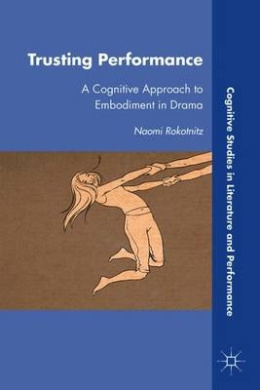 Trusting Performance
A Cognitive Approach to
Embodiment in Drama
Naomi Rokotnitz
Cognitive Studies in Literature and Performance